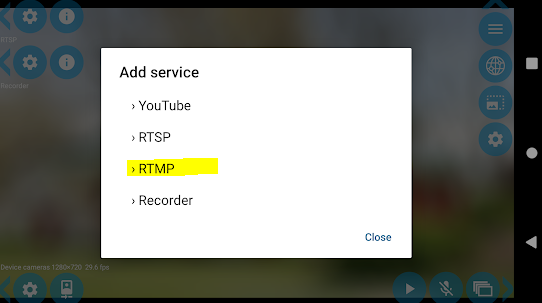 RTSP
Recorder
Add service
› YouTube
› RTSP
› RTMP
› Recorder
Close
Device cameras 1280×720 29.6 fps